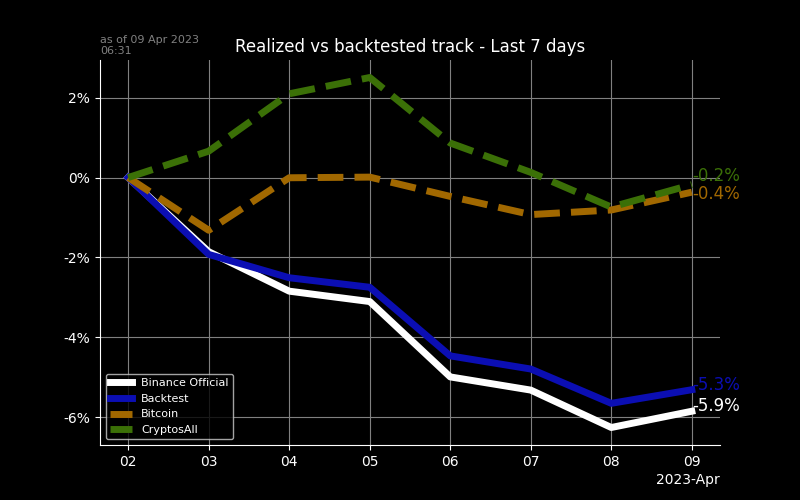 as of 09 Apr 2023
06:31
Realized vs backtested track - Last 7 days
2%
0%
-2%
-4%
-6%
-0.2%
-0.4%
-5.3%
-5.9%
Binance Official
Backtest
Bitcoin
CryptosAll
02 03 04 05 06 07 08 09
2023-Apr